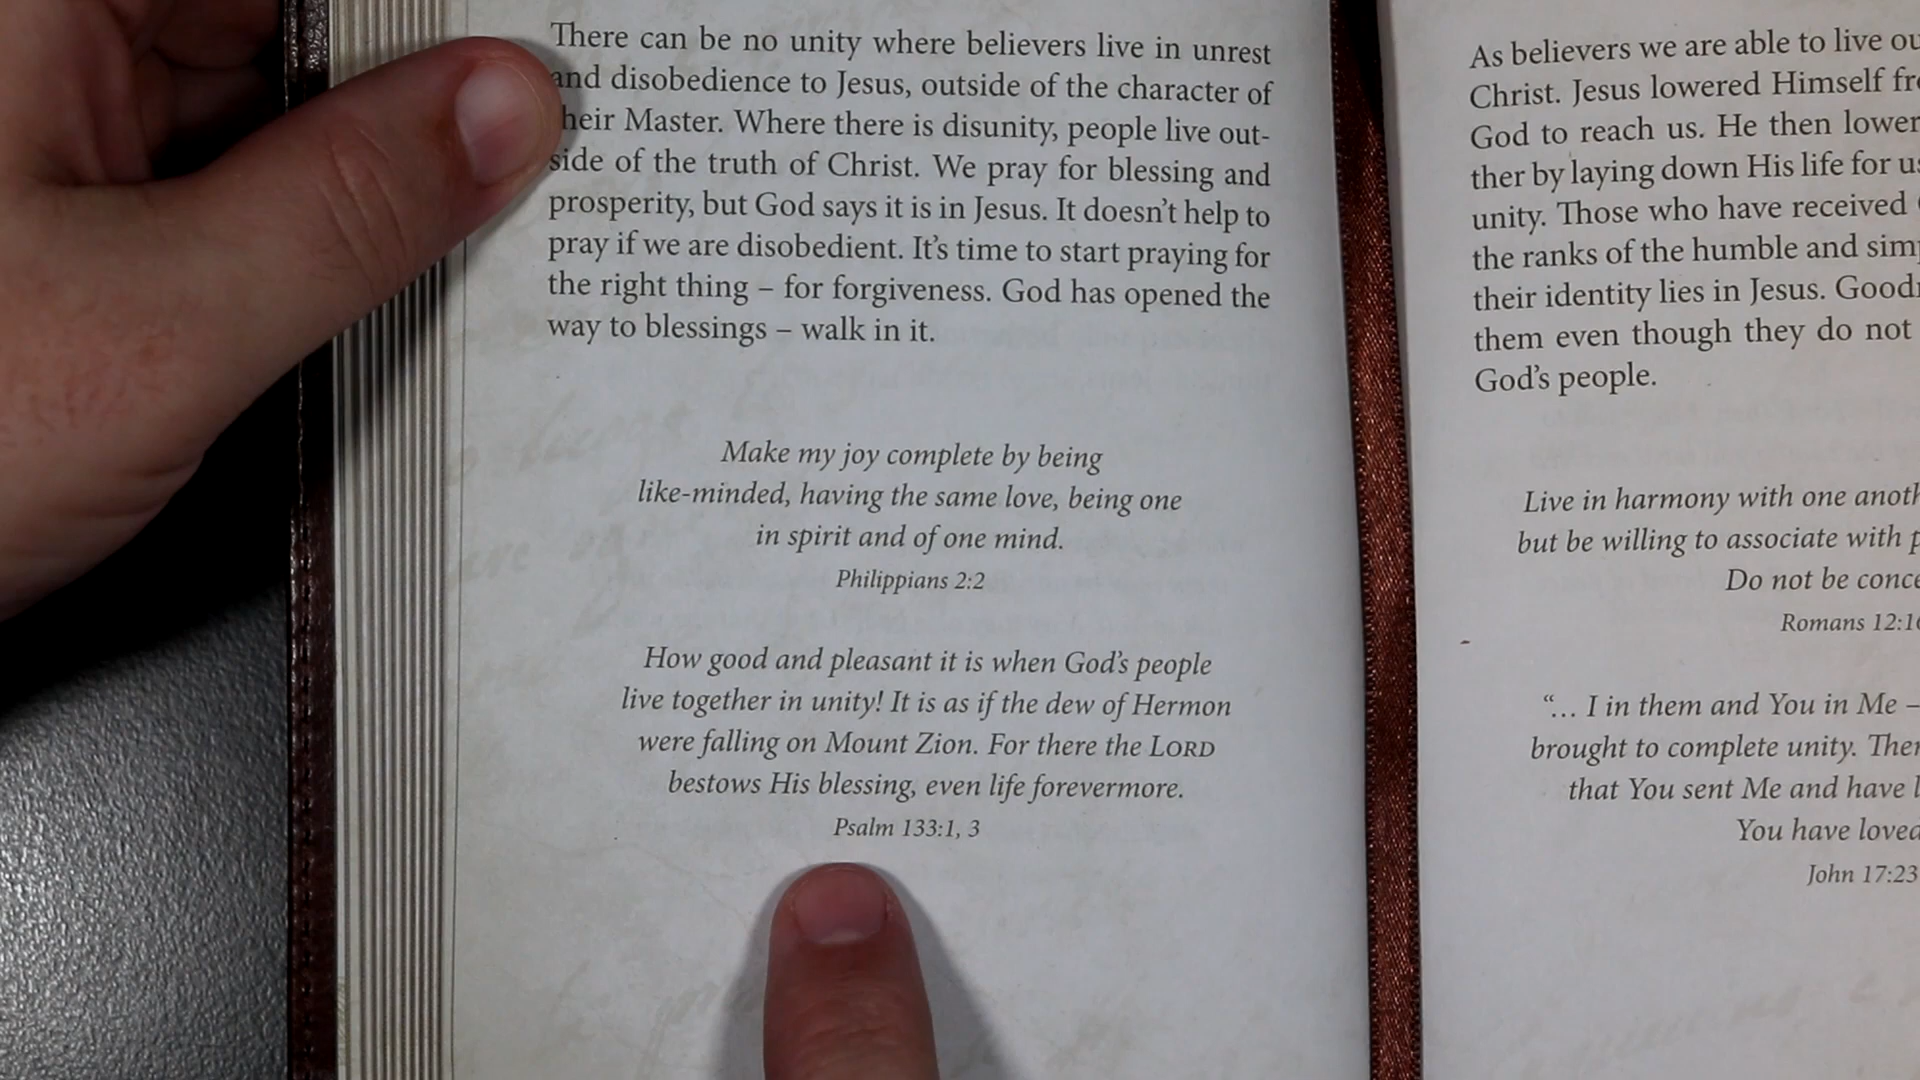 There can be no unity where believers live in unrest
and disobedience to Jesus, outside of the character of
their Master. Where there is disunity, people live out-
side of the truth of Christ. We pray for blessing and
prosperity, but God says it is in Jesus. It doesn't help to
pray if we are disobedient. It's time to start praying for
the right thing – for forgiveness. God has opened the
way to blessings – walk in it.
Make my joy complete by being
like-minded, having the same love, being one
in spirit and of one mind.
Philippians 2:2
How good and pleasant it is when God's people
live together in unity! It is as if the dew of Hermon
were falling on Mount Zion. For there the LORD
bestows His blessing, even life forevermore.
Psalm 133:1, 3
As believers we are able to live
Christ. Jesus lowered Himself
God to reach us. He then
ther by laying down His life for
unity. Those who have received
the ranks of the humble and
their identity lies in Jesus.
them even though they do not
God's people.
Live in harmony with one
but be willing to associate with
Do not be
Romans
"… I in them and You in Me –
brought to complete unity.
that You sent Me and have
You have
John 17:23